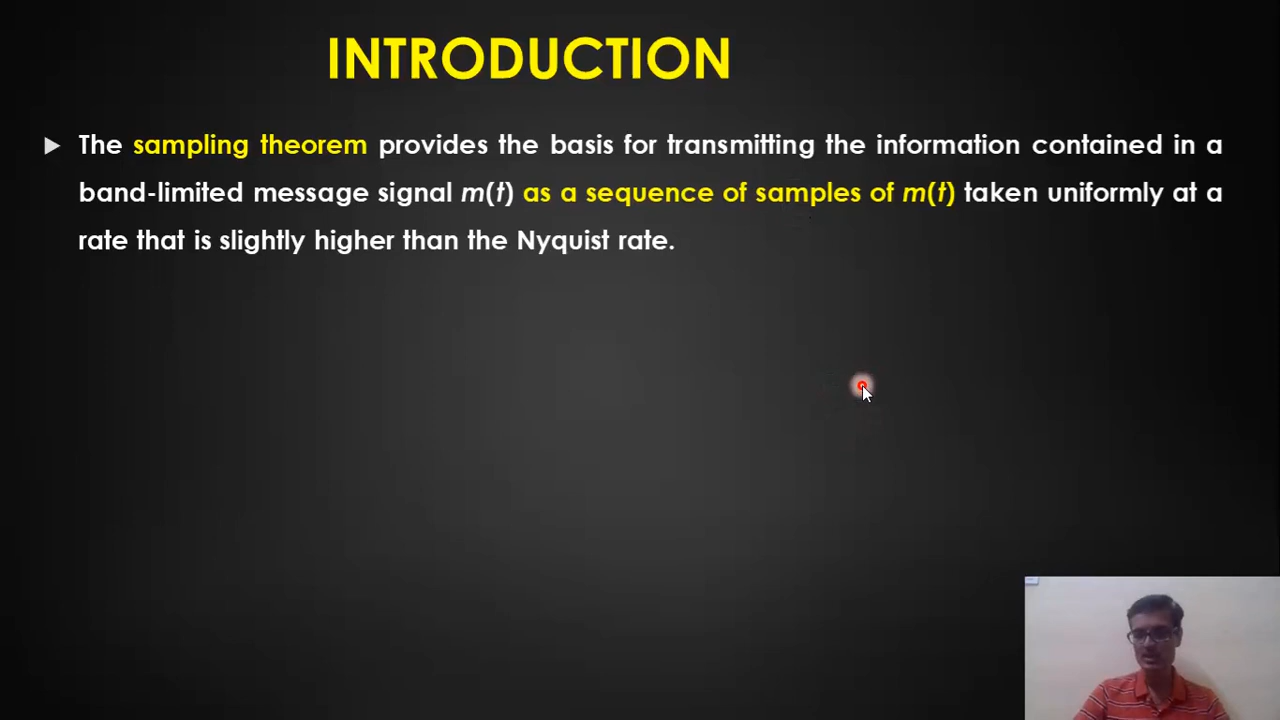 INTRODUCTION
The sampling theorem provides the basis for transmitting the information contained in a
band-limited message signal m(t) as a sequence of samples of m(t) taken uniformly at a
rate that is slightly higher than the Nyquist rate.